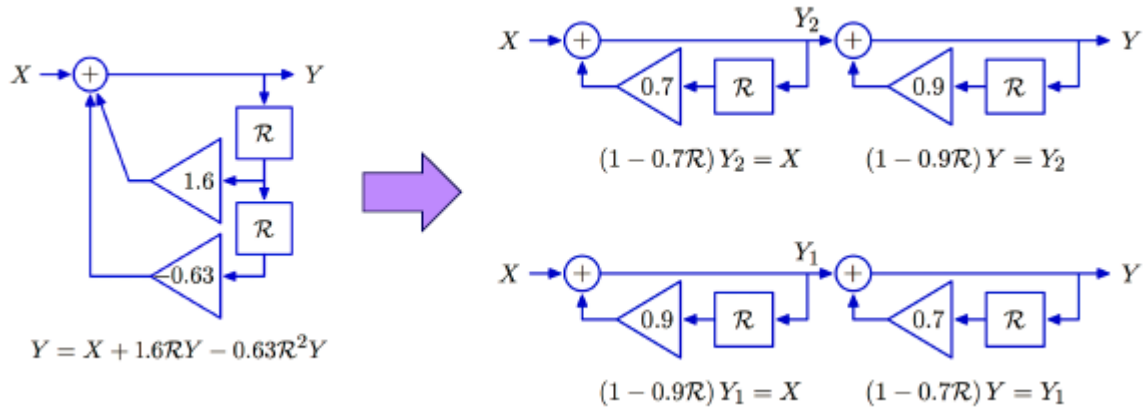 X + Y
ℛ
1.6
ℛ
−0.63
Y = X + 1.6ℛY − 0.63ℛ²Y
X + Y₂ + Y
0.7 ℛ 0.9 ℛ
(1 − 0.7ℛ) Y₂ = X (1 − 0.9ℛ) Y = Y₂
X + Y₁ + Y
0.9 ℛ 0.7 ℛ
(1 − 0.9ℛ) Y₁ = X (1 − 0.7ℛ) Y = Y₁